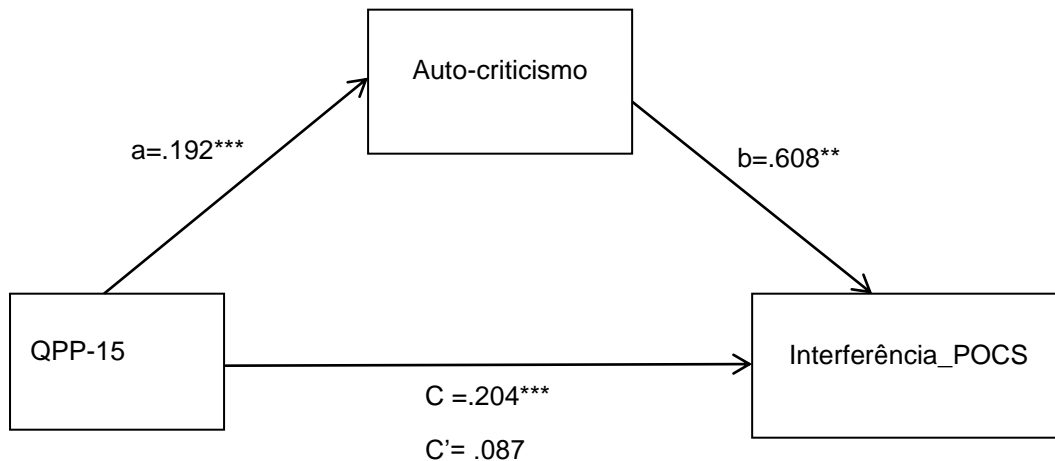 Auto-criticismo
a=.192***
b=.608**
QPP-15
Interferência_POCS
C =.204***
C’= .087